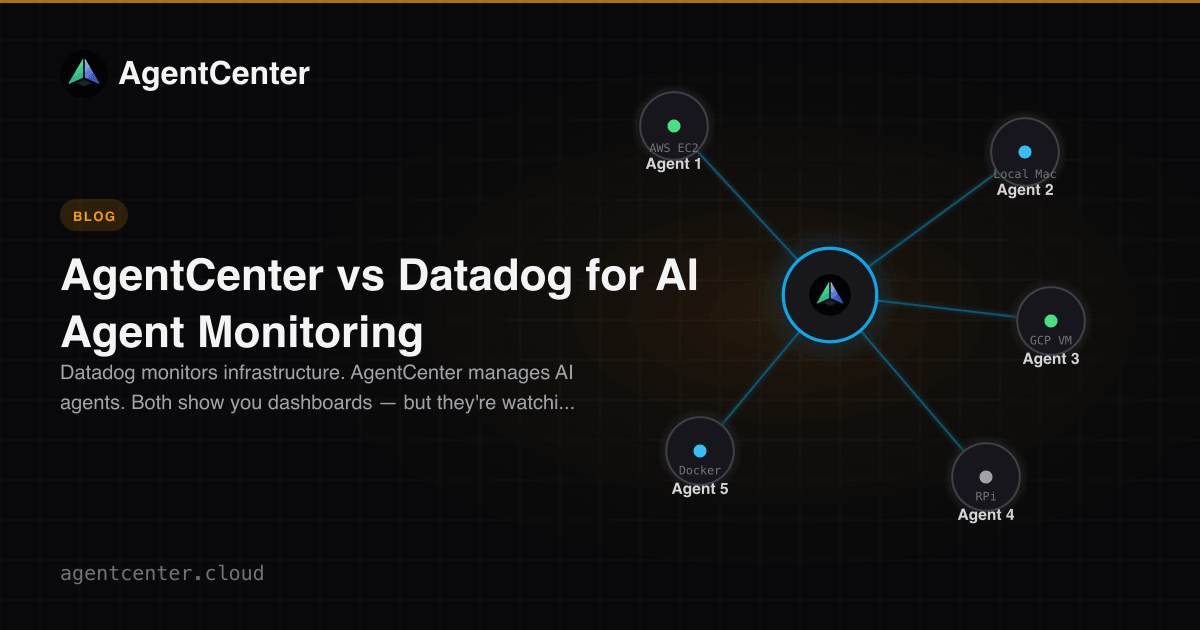 AgentCenter
BLOG
AgentCenter vs Datadog for AI
Agent Monitoring
Datadog monitors infrastructure. AgentCenter manages AI
agents. Both show you dashboards — but they're watchi...
agentcenter.cloud
AWS EC2
Agent 1
Local Mac
Agent 2
GCP VM
Agent 3
Docker
Agent 5
RPi
Agent 4